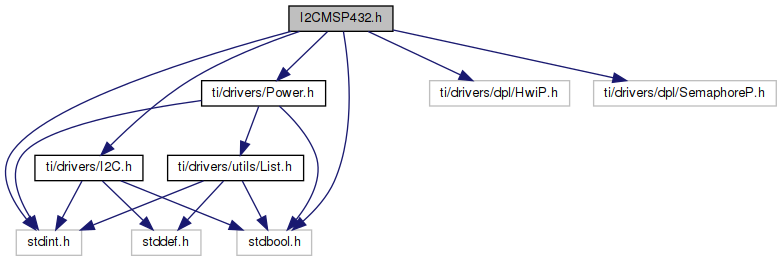 I2CMSP432.h
ti/drivers/Power.h
ti/drivers/dpl/HwiP.h
ti/drivers/dpl/SemaphoreP.h
ti/drivers/I2C.h
ti/drivers/utils/List.h
stdint.h
stddef.h
stdbool.h